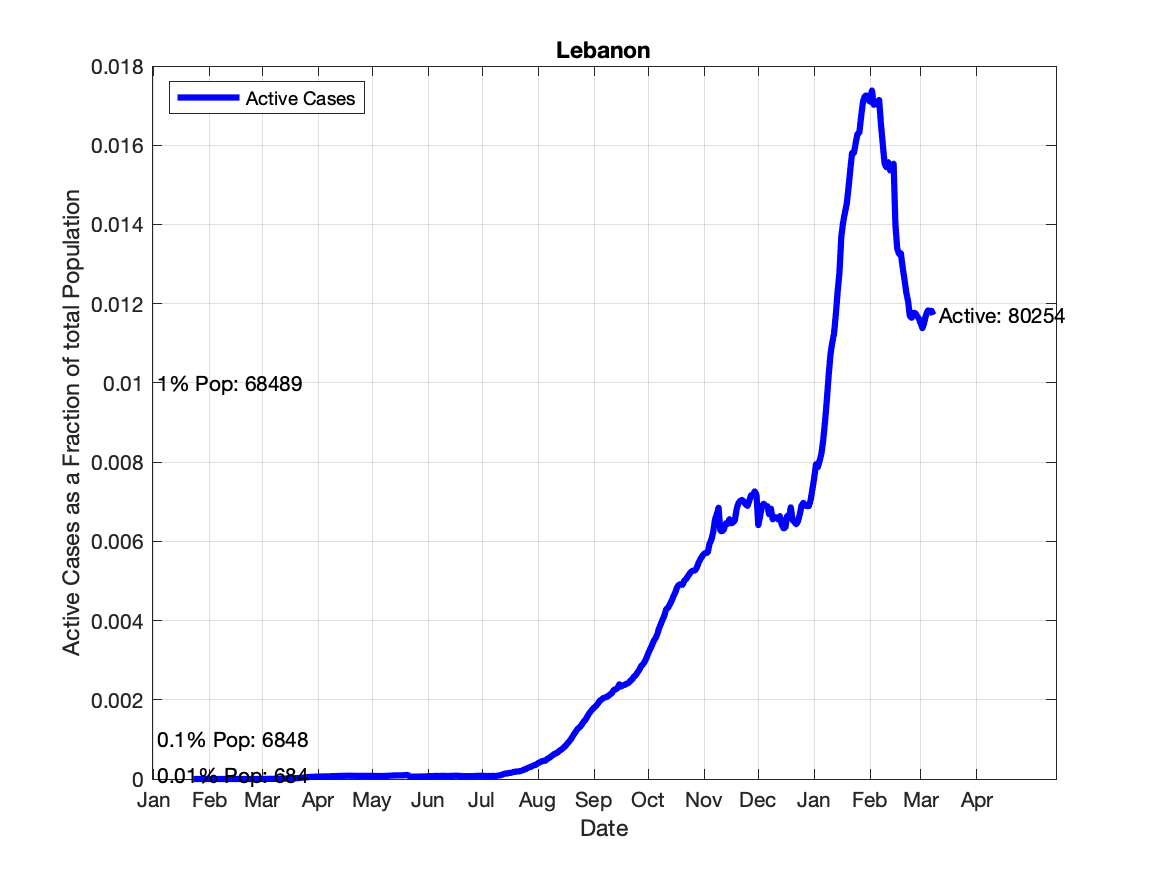 Lebanon
0.018
Active Cases
0.016
0.014
0.012
Active: 80254
0.01
1% Pop: 68489
0.008
0.006
0.004
0.002
0.1% Pop: 6848
0
0.01% Pop: 684
Active Cases as a Fraction of total Population
Jan Feb Mar Apr May Jun Jul Aug Sep Oct Nov Dec Jan Feb Mar Apr
Date